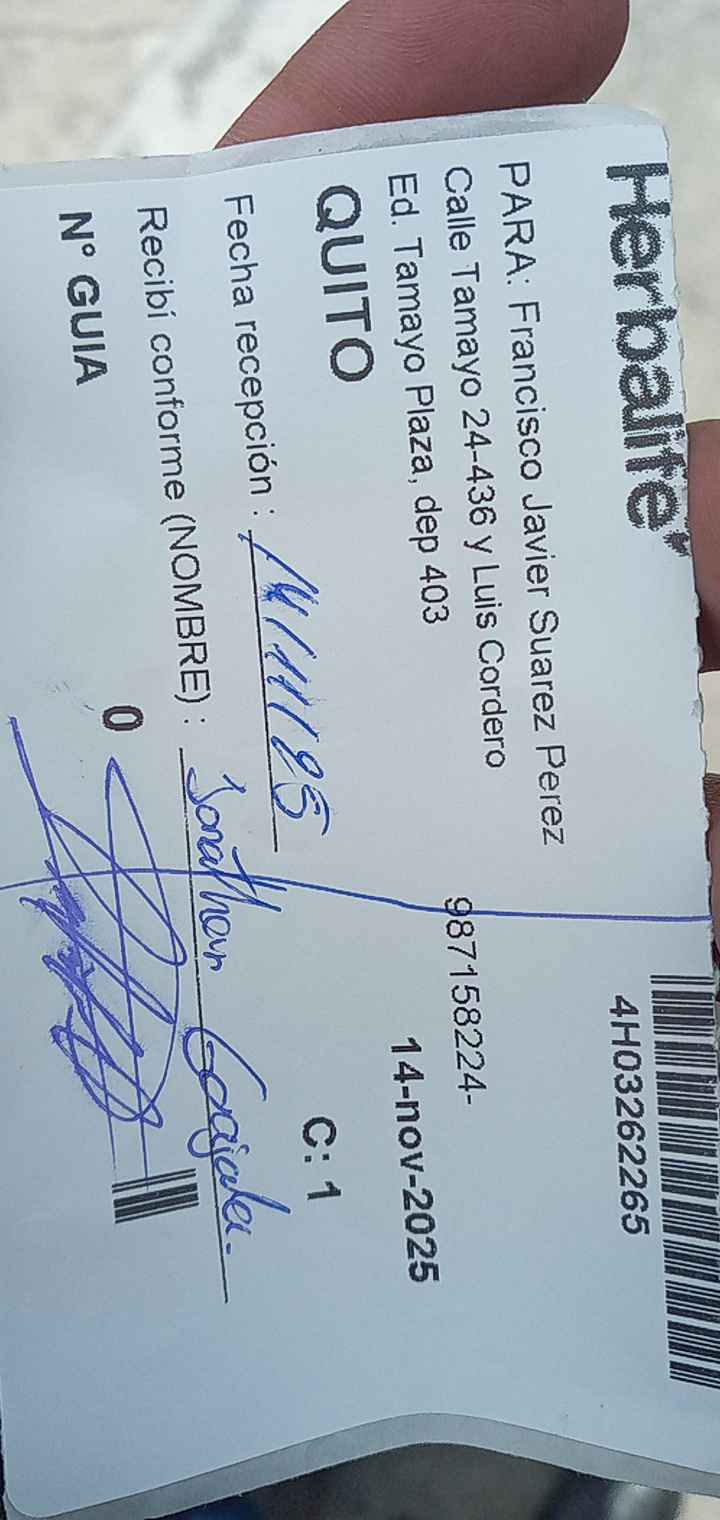 Herbalife
4H03262265
PARA: Francisco Javier Suarez Perez
Calle Tamayo 24-436 y Luis Cordero 987158224-
Ed. Tamayo Plaza, dep 403
14-nov-2025
QUITO
C: 1
Fecha recepción : 14/11/25
Recibí conforme (NOMBRE) : Jonathan
N° GUIA 0